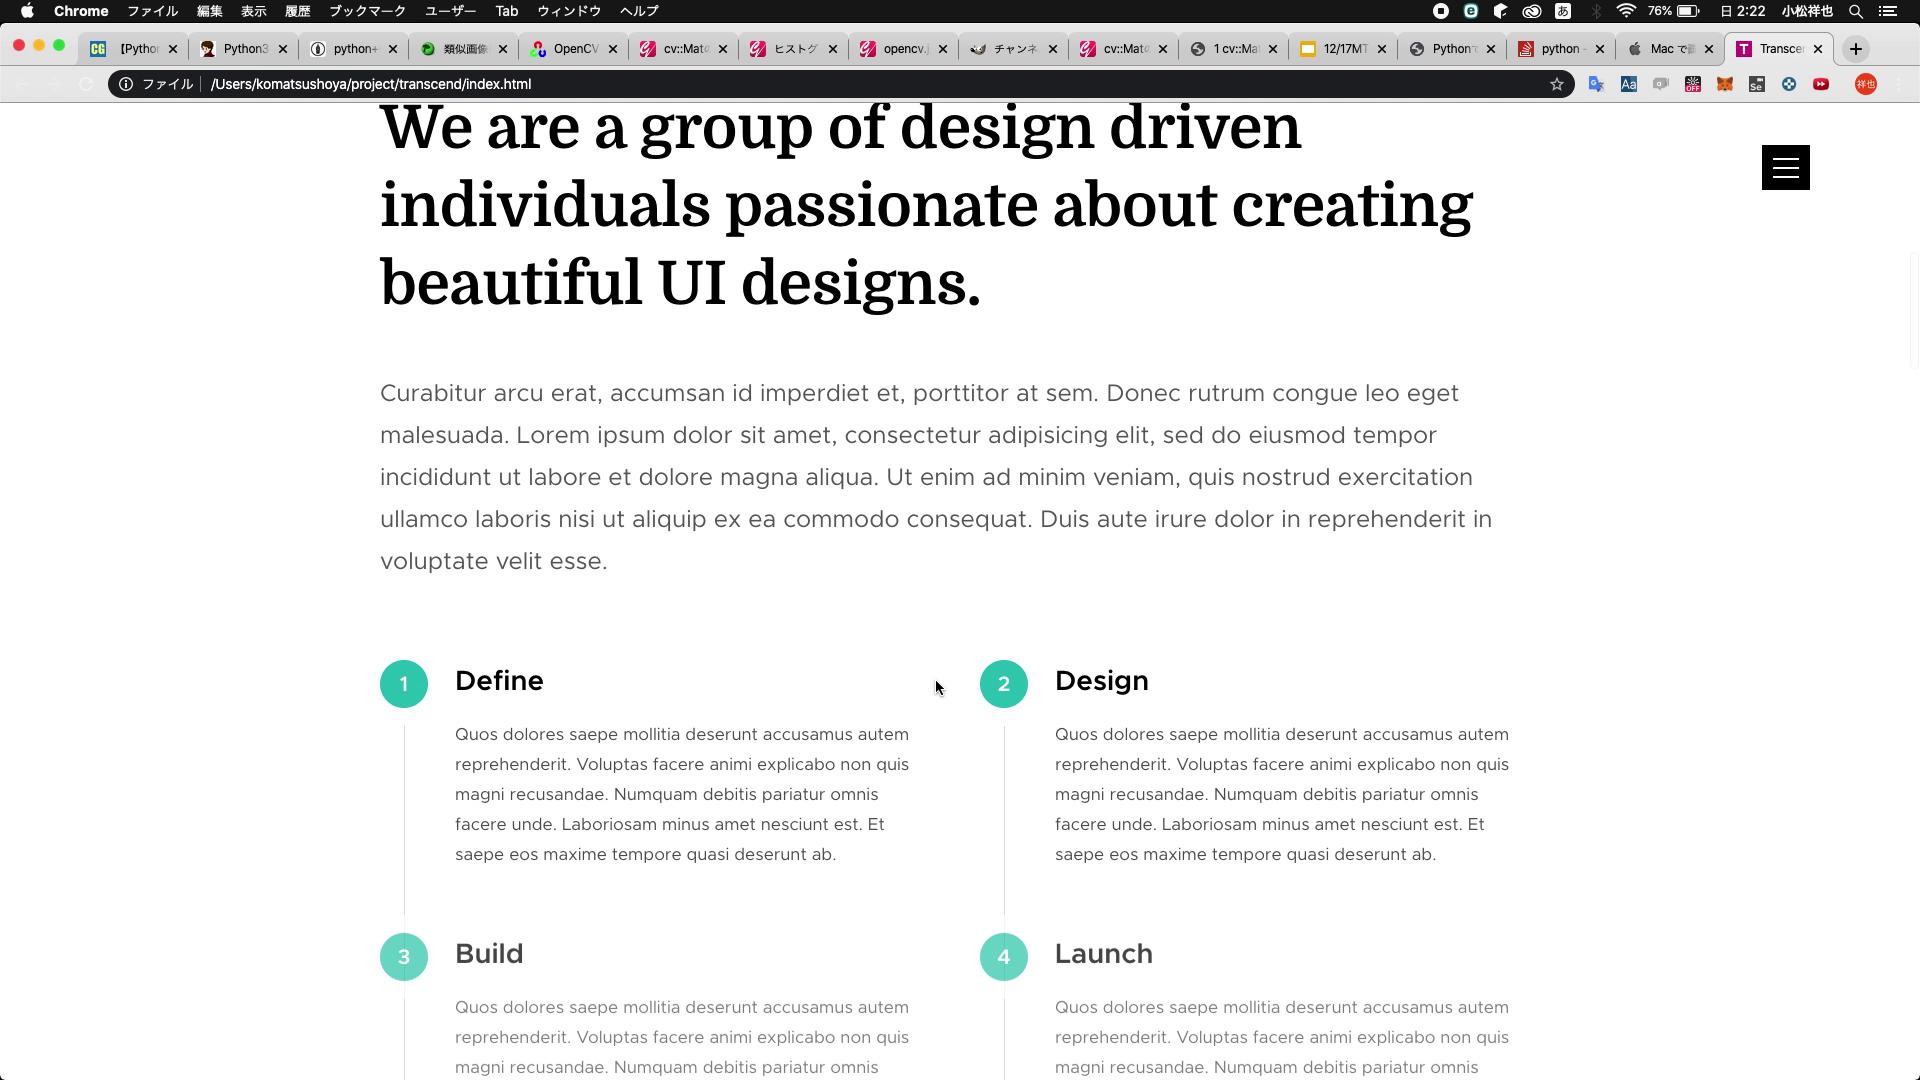 Chrome ファイル 編集 表示 履歴 ブックマーク ユーザー Tab ウィンドウ ヘルプ あ 76% 日 2:22 小松祥也
CG 【Pythor Python3 python+ 類似画像 OpenCV cv::Mat ヒストグ opencv. チャンネ cv::Mat 1 cv::Ma 12/17MT Python python - Mac で Transce
ファイル /Users/komatsushoya/project/transcend/index.html Aa OFF Se 祥也
We are a group of design driven
individuals passionate about creating
beautiful UI designs.
Curabitur arcu erat, accumsan id imperdiet et, porttitor at sem. Donec rutrum congue leo eget
malesuada. Lorem ipsum dolor sit amet, consectetur adipisicing elit, sed do eiusmod tempor
incididunt ut labore et dolore magna aliqua. Ut enim ad minim veniam, quis nostrud exercitation
ullamco laboris nisi ut aliquip ex ea commodo consequat. Duis aute irure dolor in reprehenderit in
voluptate velit esse.
1 Define
Quos dolores saepe mollitia deserunt accusamus autem
reprehenderit. Voluptas facere animi explicabo non quis
magni recusandae. Numquam debitis pariatur omnis
facere unde. Laboriosam minus amet nesciunt est. Et
saepe eos maxime tempore quasi deserunt ab.
2 Design
Quos dolores saepe mollitia deserunt accusamus autem
reprehenderit. Voluptas facere animi explicabo non quis
magni recusandae. Numquam debitis pariatur omnis
facere unde. Laboriosam minus amet nesciunt est. Et
saepe eos maxime tempore quasi deserunt ab.
3 Build
Quos dolores saepe mollitia deserunt accusamus autem
reprehenderit. Voluptas facere animi explicabo non quis
magni recusandae. Numquam debitis pariatur omnis
4 Launch
Quos dolores saepe mollitia deserunt accusamus autem
reprehenderit. Voluptas facere animi explicabo non quis
magni recusandae. Numquam debitis pariatur omnis